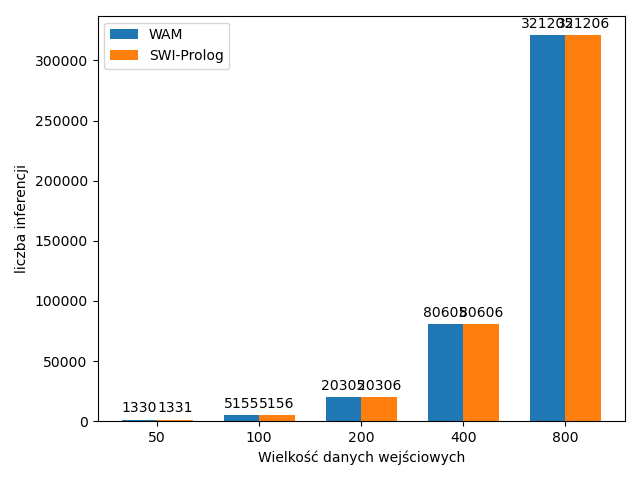 WAM
SWI-Prolog
321205 321206
80605 80606
20305 20306
5155 5156
1330 1331
300000
250000
200000
150000
100000
50000
0
liczba inferencji
50 100 200 400 800
Wielkość danych wejściowych